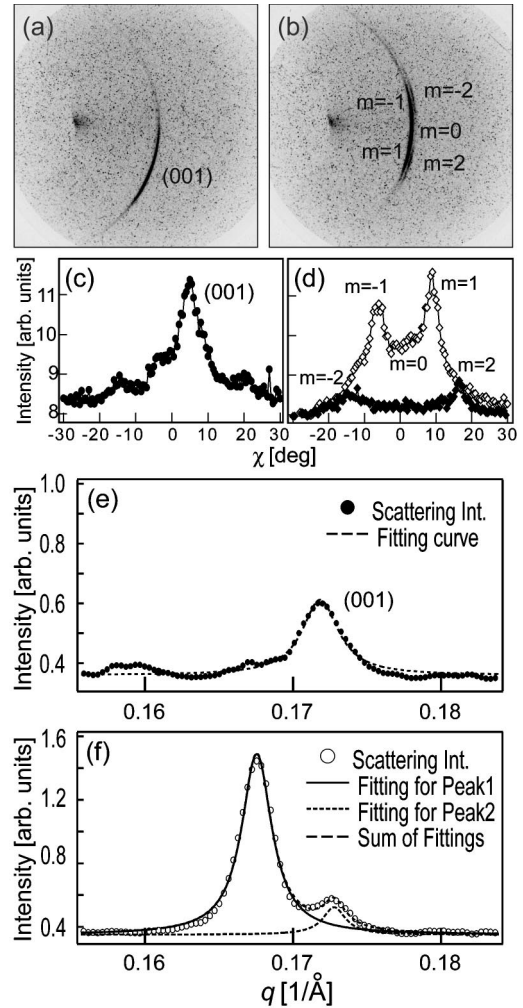 (a)
(001)
(b)
m=-1
m=-2
m=0
m=1
m=2
(c)
(001)
Intensity [arb. units]
11
10
9
8
-30 -20 -10 0 10 20 30
(d)
m=-1
m=1
m=0
m=2
m=-2
-30 -20 -10 0 10 20 30
χ [deg]
(e)
Scattering Int.
Fitting curve
(001)
Intensity [arb. units]
1.0
0.8
0.6
0.4
0.16 0.17 0.18
(f)
Scattering Int.
Fitting for Peak1
Fitting for Peak2
Sum of Fittings
Intensity [arb. units]
1.6
1.2
0.8
0.4
0.16 0.17 0.18
q [1/Å]